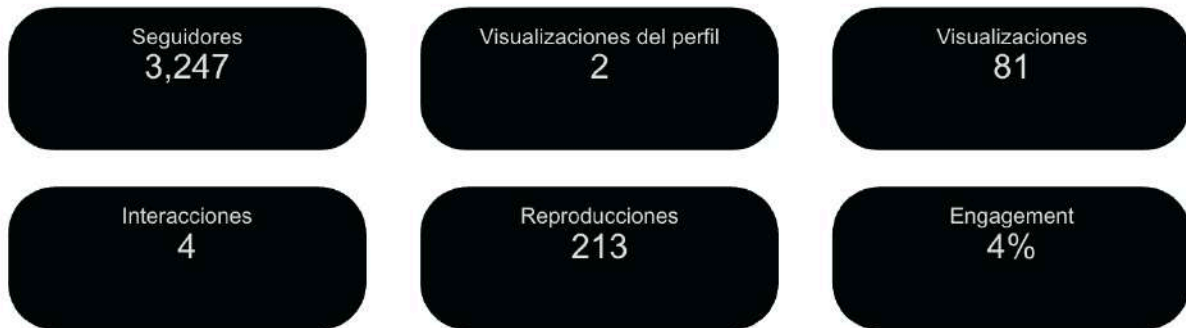 Seguidores
3,247
Visualizaciones del perfil
2
Visualizaciones
81
Interacciones
4
Reproducciones
213
Engagement
4%